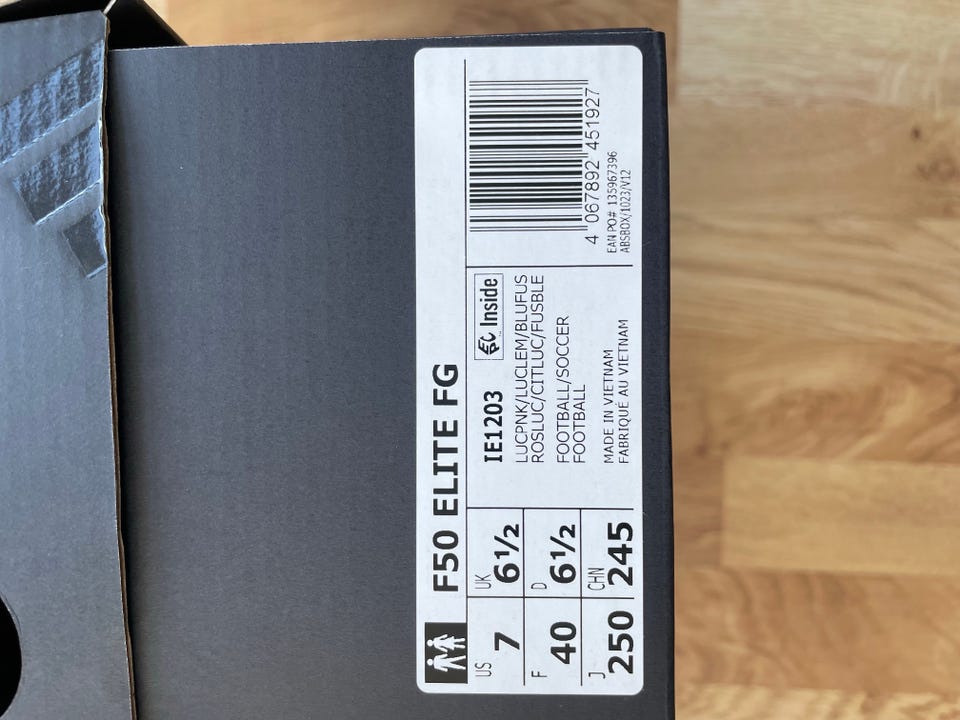 F50 ELITE FG
US
7
UK
6½
F
40
D
6½
J
250
CHN
245
IE1203
Inside
LUCPNK/LUCLEM/BLUFUS
ROSLUC/CITLUC/FUSBLE
FOOTBALL/SOCCER
FOOTBALL
MADE IN VIETNAM
FABRIQUÉ AU VIETNAM
4 067892 451927
EAN PO# 135967396
ABSBOX/1023/V12